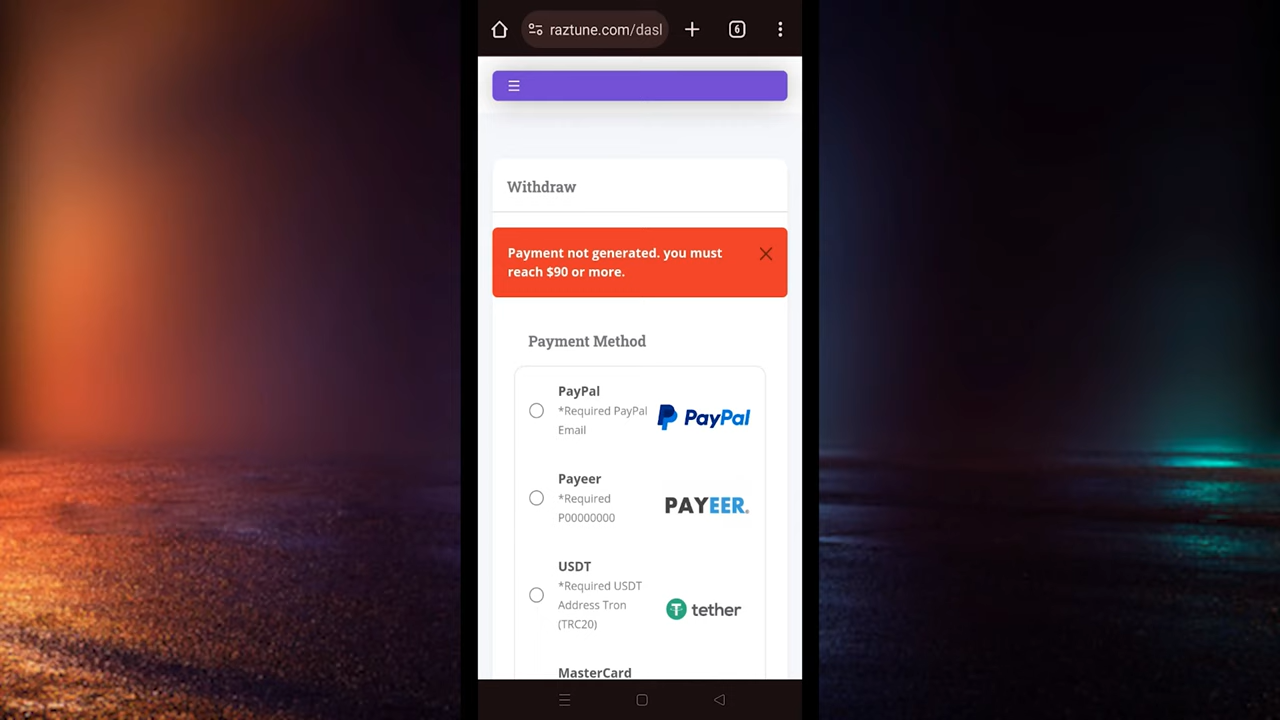 raztune.com/dasl
6
Withdraw
Payment not generated. you must
reach $90 or more.
Payment Method
PayPal
*Required PayPal
Email
PayPal
Payeer
*Required
P00000000
PAYEER.
USDT
*Required USDT
Address Tron
(TRC20)
tether
MasterCard